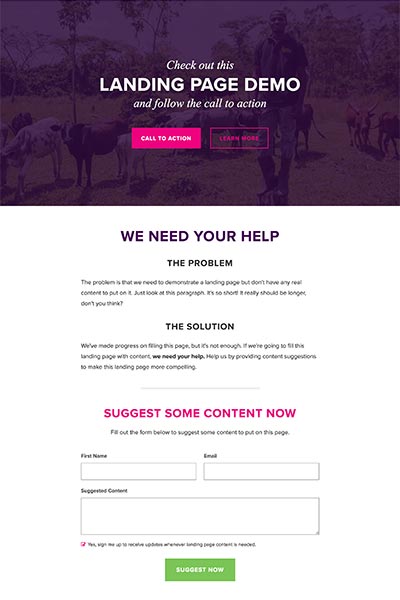 Check out this
LANDING PAGE DEMO
and follow the call to action
CALL TO ACTION
LEARN MORE
WE NEED YOUR HELP
THE PROBLEM
The problem is that we need to demonstrate a landing page but don't have any real
content to put on it. Just look at this paragraph. It's so short! It really should be longer,
don't you think?
THE SOLUTION
We've made progress on filling this page, but it's not enough. If we're going to fill this
landing page with content, we need your help. Help us by providing content suggestions
to make this landing page more compelling.
SUGGEST SOME CONTENT NOW
Fill out the form below to suggest some content to put on this page.
First Name
Email
Suggested Content
Yes, sign me up to receive updates whenever landing page content is needed.
SUGGEST NOW